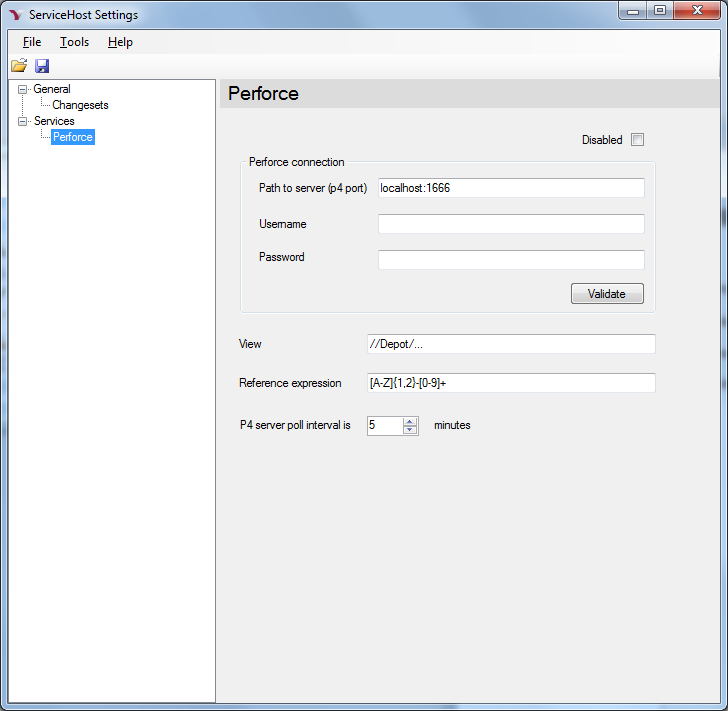 ServiceHost Settings
File Tools Help
General
Changesets
Services
Perforce
Perforce
Disabled
Perforce connection
Path to server (p4 port) localhost:1666
Username
Password
Validate
View //Depot/...
Reference expression [A-Z]{1,2}-[0-9]+
P4 server poll interval is 5 minutes